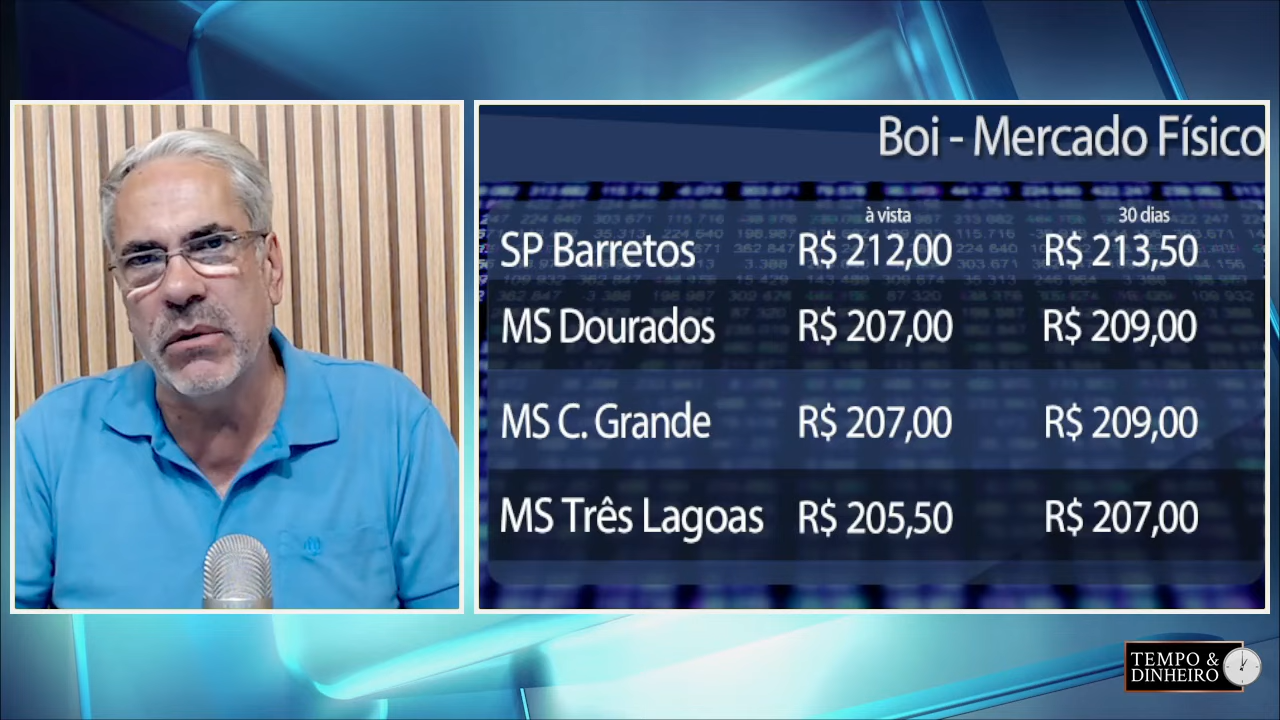 Boi - Mercado Físico
à vista 30 dias
SP Barretos R$ 212,00 R$ 213,50
MS Dourados R$ 207,00 R$ 209,00
MS C. Grande R$ 207,00 R$ 209,00
MS Três Lagoas R$ 205,50 R$ 207,00
TEMPO &
DINHEIRO